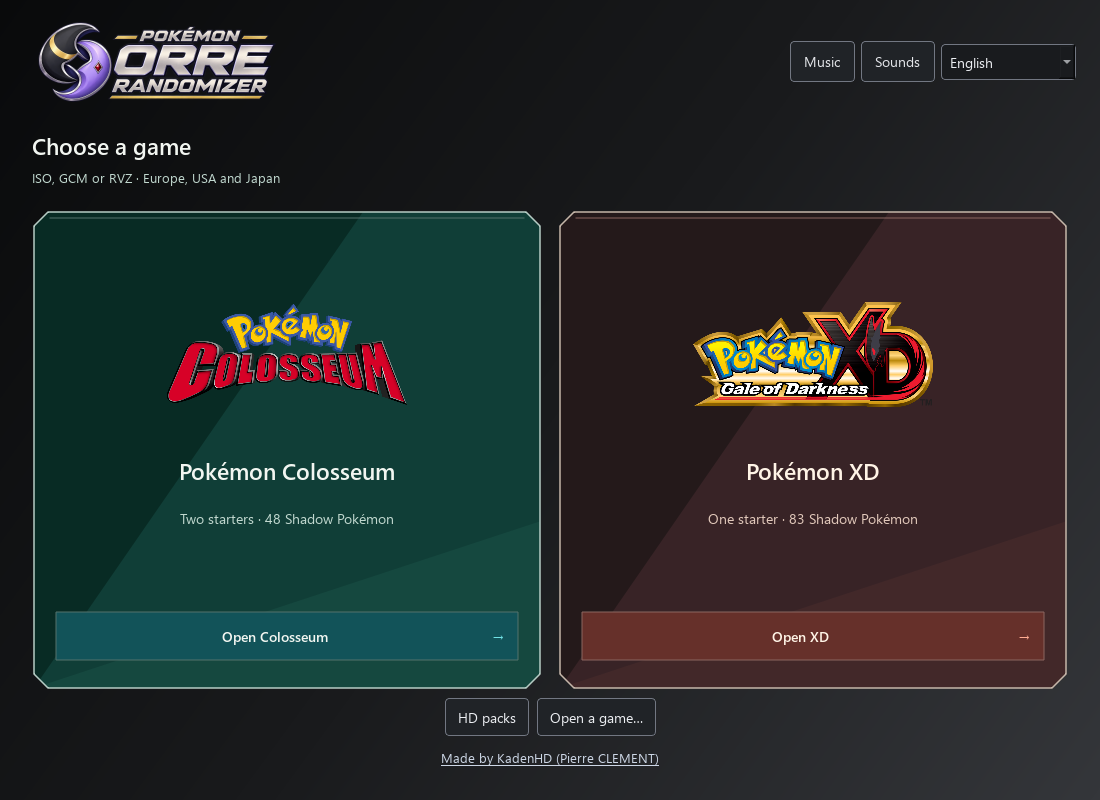 POKÉMON
ORRE
RANDOMIZER
Music
Sounds
English
Choose a game
ISO, GCM or RVZ · Europe, USA and Japan
POKéMON
COLOSSEUM
Pokémon Colosseum
Two starters · 48 Shadow Pokémon
Open Colosseum →
POKéMON XD
Gale of Darkness
TM
Pokémon XD
One starter · 83 Shadow Pokémon
Open XD →
HD packs
Open a game...
Made by KadenHD (Pierre CLEMENT)